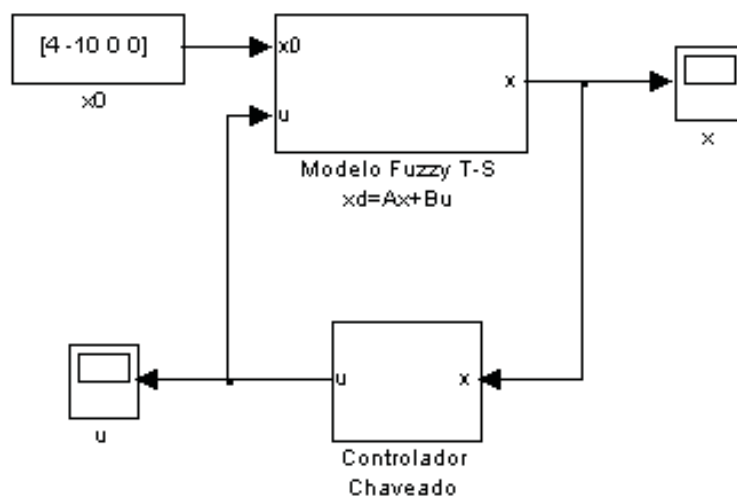 [4 -10 0 0]
x0
x0
u
x
Modelo Fuzzy T-S
xd=Ax+Bu
x
u
u
x
Controlador
Chaveado